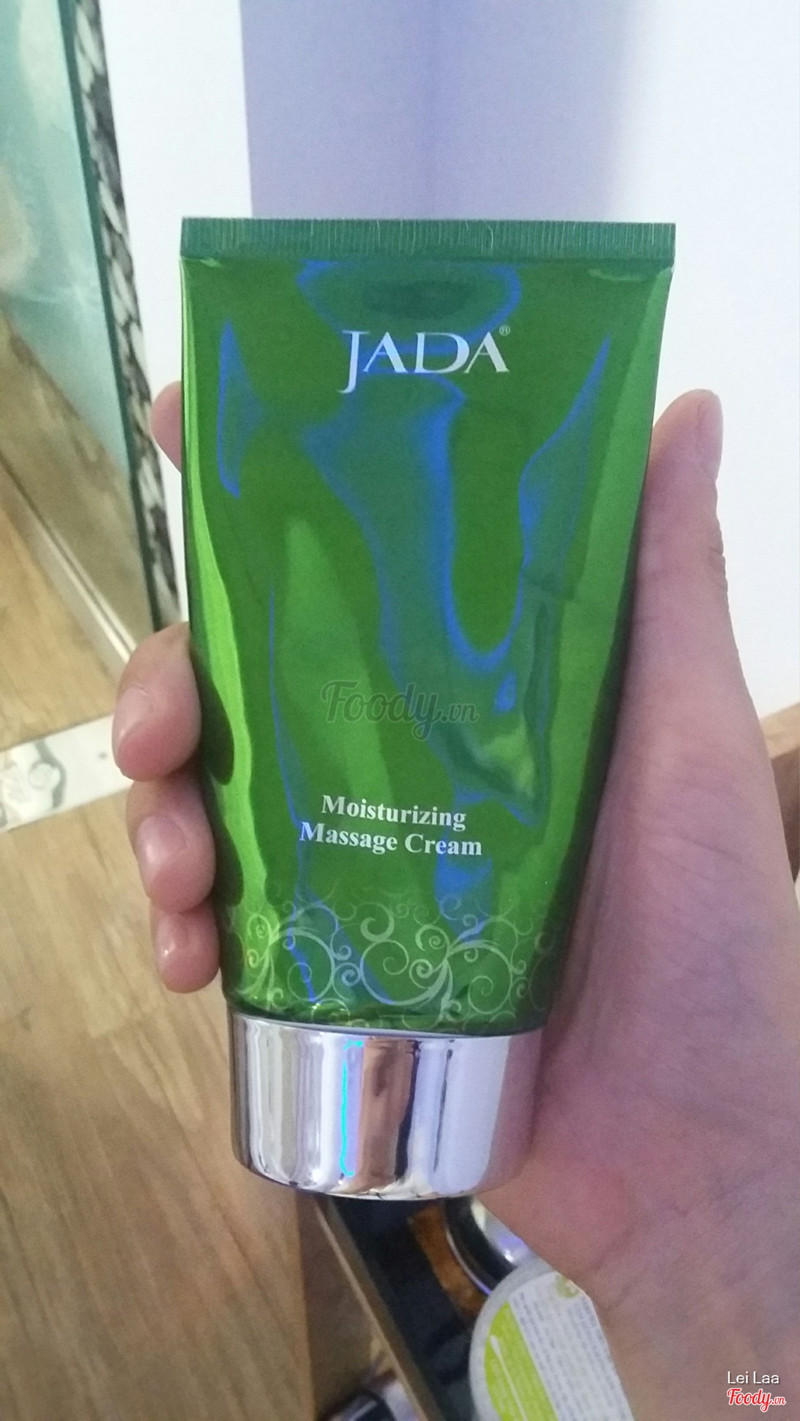 JADA®
Foody.vn
Moisturizing
Massage Cream
Lei Laa
Foody.vn